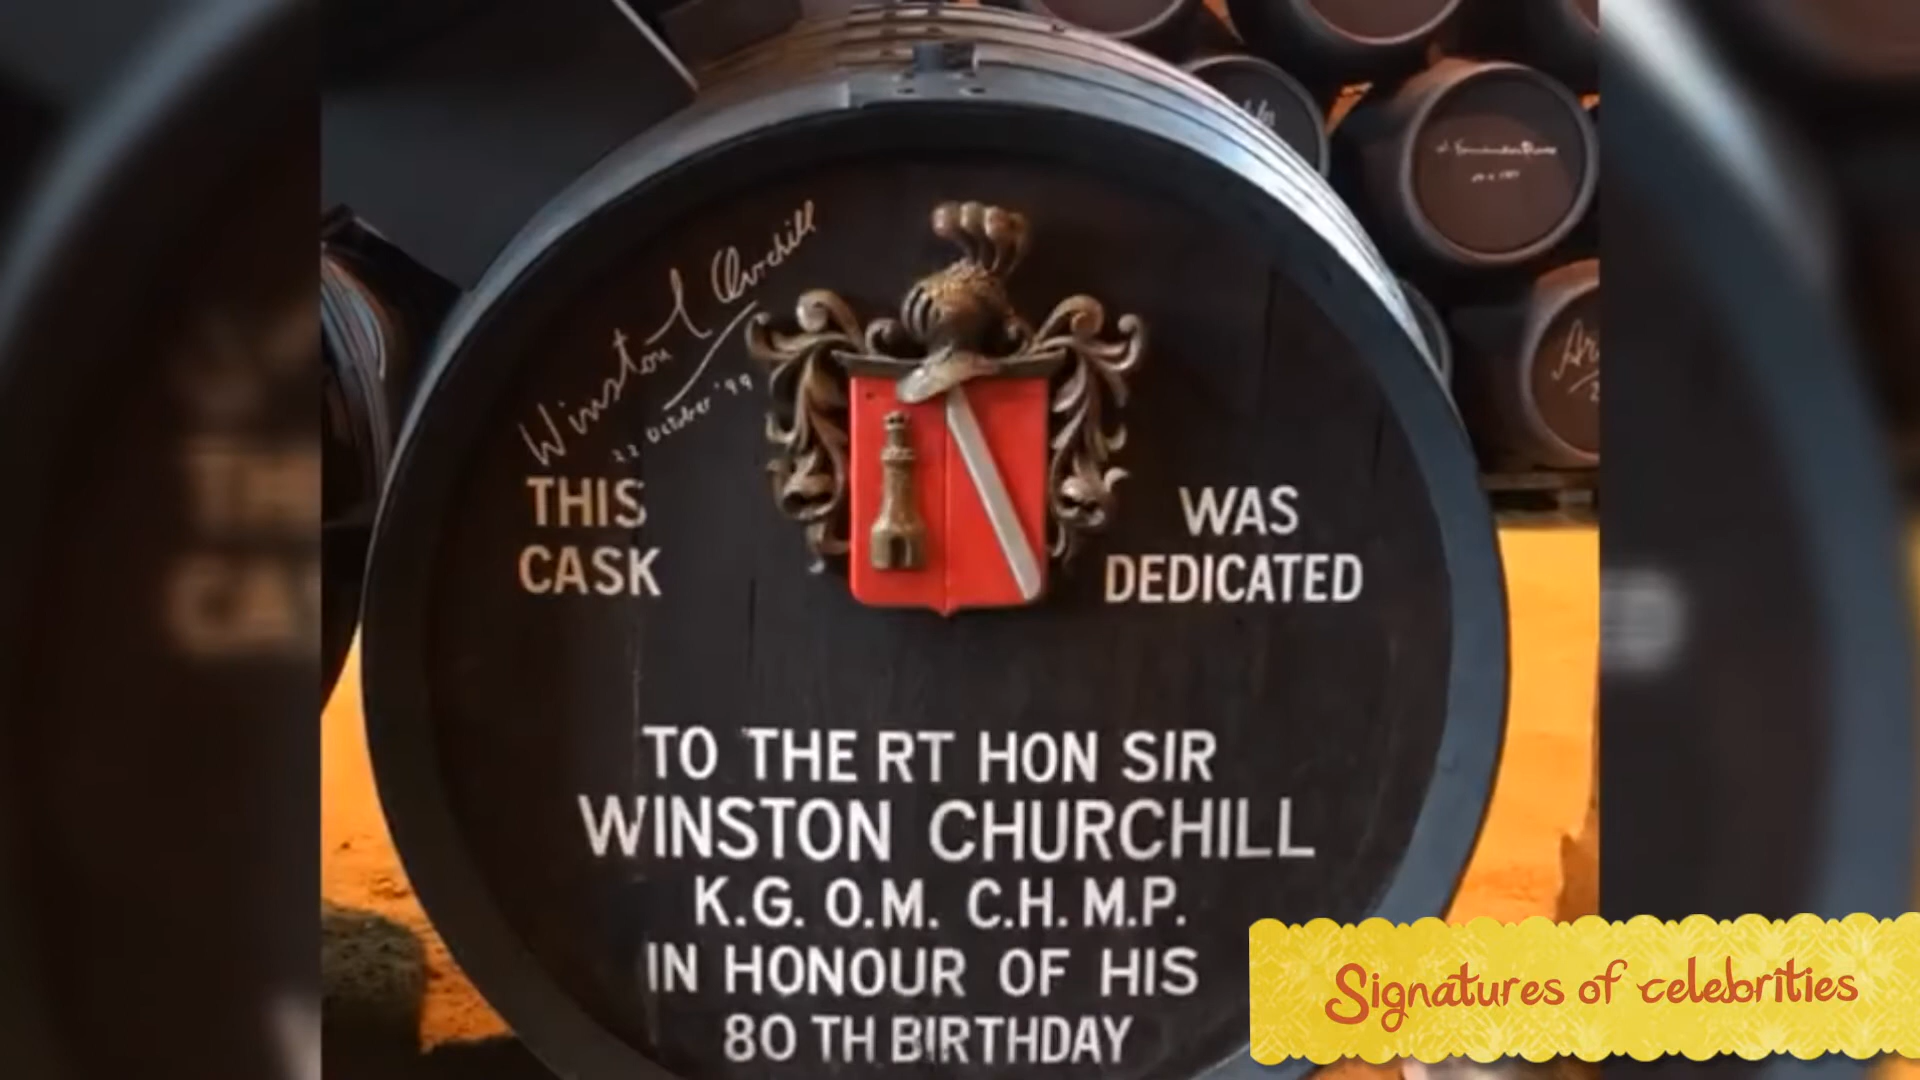 Winston Churchill
22 October '99
THIS
CASK
WAS
DEDICATED
TO THE RT HON SIR
WINSTON CHURCHILL
K.G. O.M. C.H. M.P.
IN HONOUR OF HIS
80 TH BIRTHDAY
Signatures of celebrities